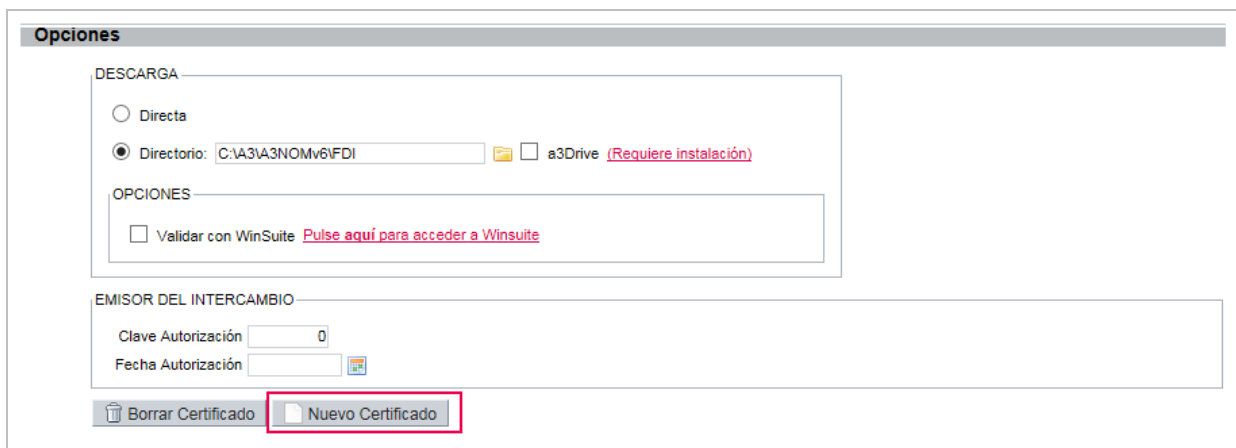 Opciones
DESCARGA
Directa
Directorio: C:\A3\A3NOMv6\FDI a3Drive (Requiere instalación)
OPCIONES
Validar con WinSuite Pulse aquí para acceder a Winsuite
EMISOR DEL INTERCAMBIO
Clave Autorización 0
Fecha Autorización
Borrar Certificado Nuevo Certificado